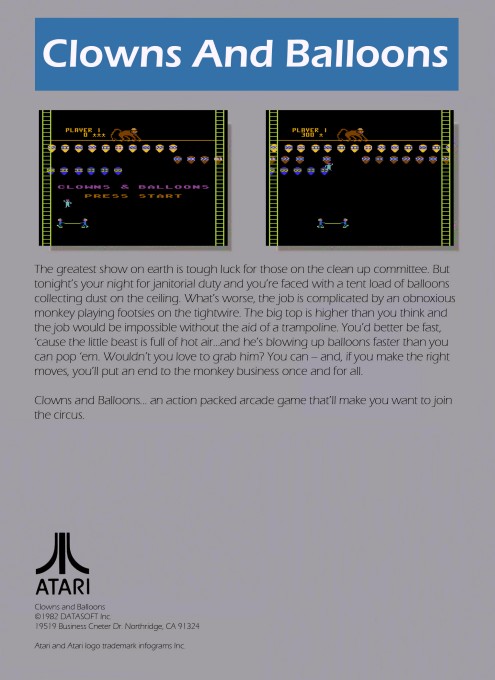 Clowns And Balloons
PLAYER 1
0 ***
CLOWNS & BALLOONS
PRESS START
PLAYER 1
300 *
The greatest show on earth is tough luck for those on the clean up committee. But
tonight's your night for janitorial duty and you're faced with a tent load of balloons
collecting dust on the ceiling. What's worse, the job is complicated by an obnoxious
monkey playing footsies on the tightwire. The big top is higher than you think and
the job would be impossible without the aid of a trampoline. You'd better be fast,
'cause the little beast is full of hot air...and he's blowing up balloons faster than you
can pop 'em. Wouldn't you love to grab him? You can – and, if you make the right
moves, you'll put an end to the monkey business once and for all.
Clowns and Balloons... an action packed arcade game that'll make you want to join
the circus.
ATARI
Clowns and Balloons
©1982 DATASOFT Inc.
19519 Business Cneter Dr. Northridge, CA 91324
Atari and Atari logo trademark infograms Inc.